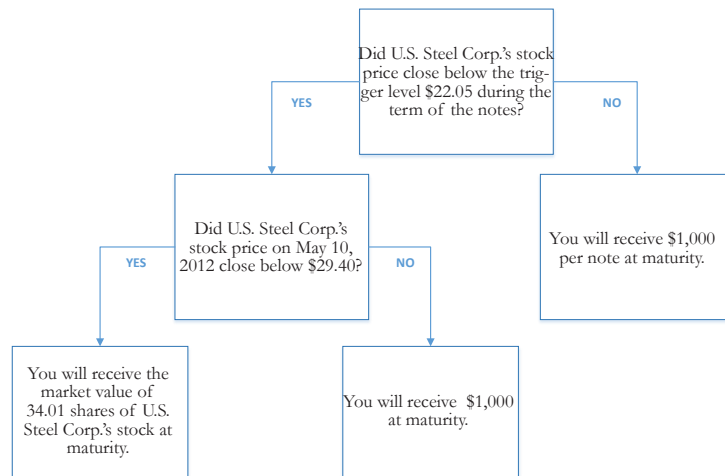 Did U.S. Steel Corp.'s stock
price close below the trig-
ger level $22.05 during the
term of the notes?
YES
NO
Did U.S. Steel Corp.'s
stock price on May 10,
2012 close below $29.40?
You will receive $1,000
per note at maturity.
YES
NO
You will receive the
market value of
34.01 shares of U.S.
Steel Corp.'s stock at
maturity.
You will receive $1,000
at maturity.